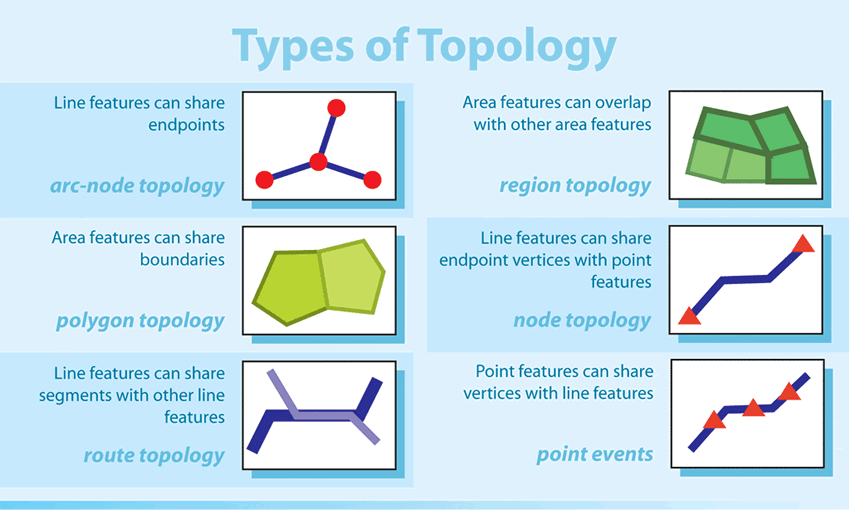 Types of Topology
Line features can share
endpoints
arc-node topology
Area features can share
boundaries
polygon topology
Line features can share
segments with other line
features
route topology
Area features can overlap
with other area features
region topology
Line features can share
endpoint vertices with point
features
node topology
Point features can share
vertices with line features
point events